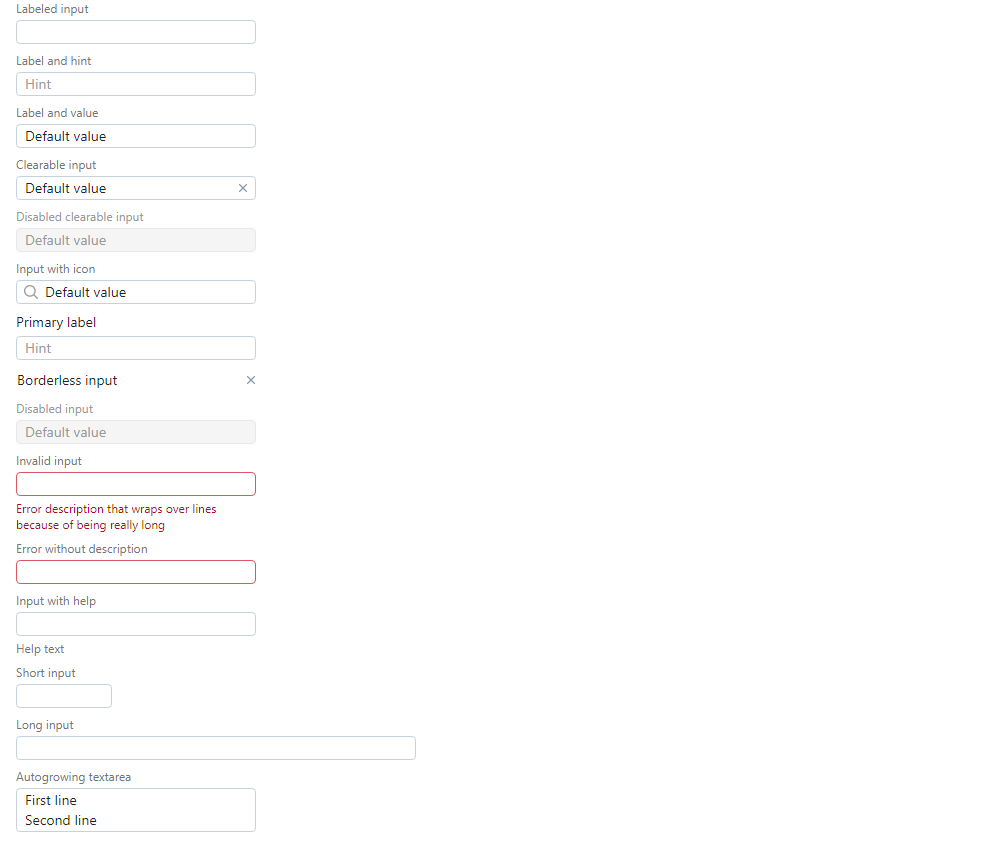 Labeled input
Label and hint
Hint
Label and value
Default value
Clearable input
Default value
Disabled clearable input
Default value
Input with icon
Default value
Primary label
Hint
Borderless input
Disabled input
Default value
Invalid input
Error description that wraps over lines
because of being really long
Error without description
Input with help
Help text
Short input
Long input
Autogrowing textarea
First line
Second line